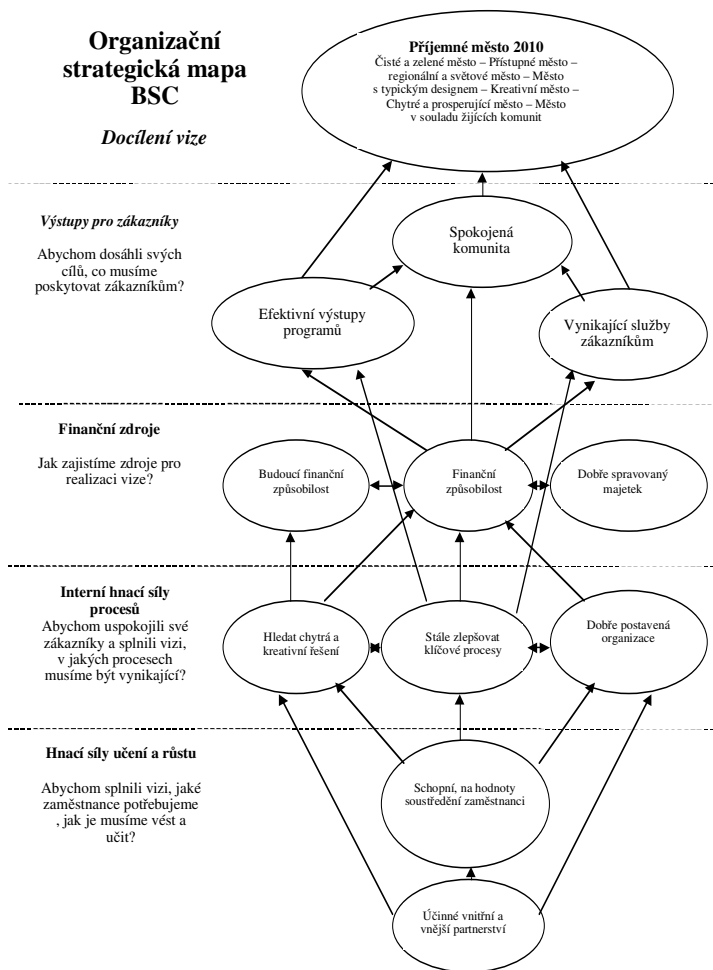 Organizační
strategická mapa
BSC
Docílení vize
Příjemné město 2010
Čisté a zelené město – Přístupné město –
regionální a světové město – Město
s typickým designem – Kreativní město –
Chytré a prosperující město – Město
v souladu žijících komunit
Výstupy pro zákazníky
Abychom dosáhli svých
cílů, co musíme
poskytovat zákazníkům?
Spokojená
komunita
Efektivní výstupy
programů
Vynikající služby
zákazníkům
Finanční zdroje
Jak zajistíme zdroje pro
realizaci vize?
Budoucí finanční
způsobilost
Finanční
způsobilost
Dobře spravovaný
majetek
Interní hnací síly
procesů
Abychom uspokojili své
zákazníky a splnili vizi,
v jakých procesech
musíme být vynikající?
Hledat chytrá a
kreativní řešení
Stále zlepšovat
klíčové procesy
Dobře postavená
organizace
Hnací síly učení a růstu
Abychom splnili vizi, jaké
zaměstnance potřebujeme
, jak je musíme vést a
učit?
Schopní, na hodnoty
soustředění zaměstnanci
Účinné vnitřní a
vnější partnerství